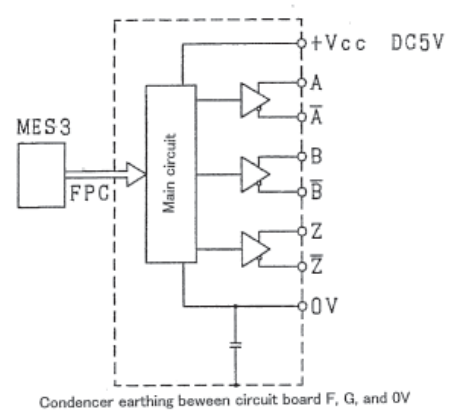 +Vcc DC5V
A
A̅
MES3
B
FPC
Main circuit
B̅
Z
Z̅
0V
Condencer earthing beween circuit board F, G, and 0V